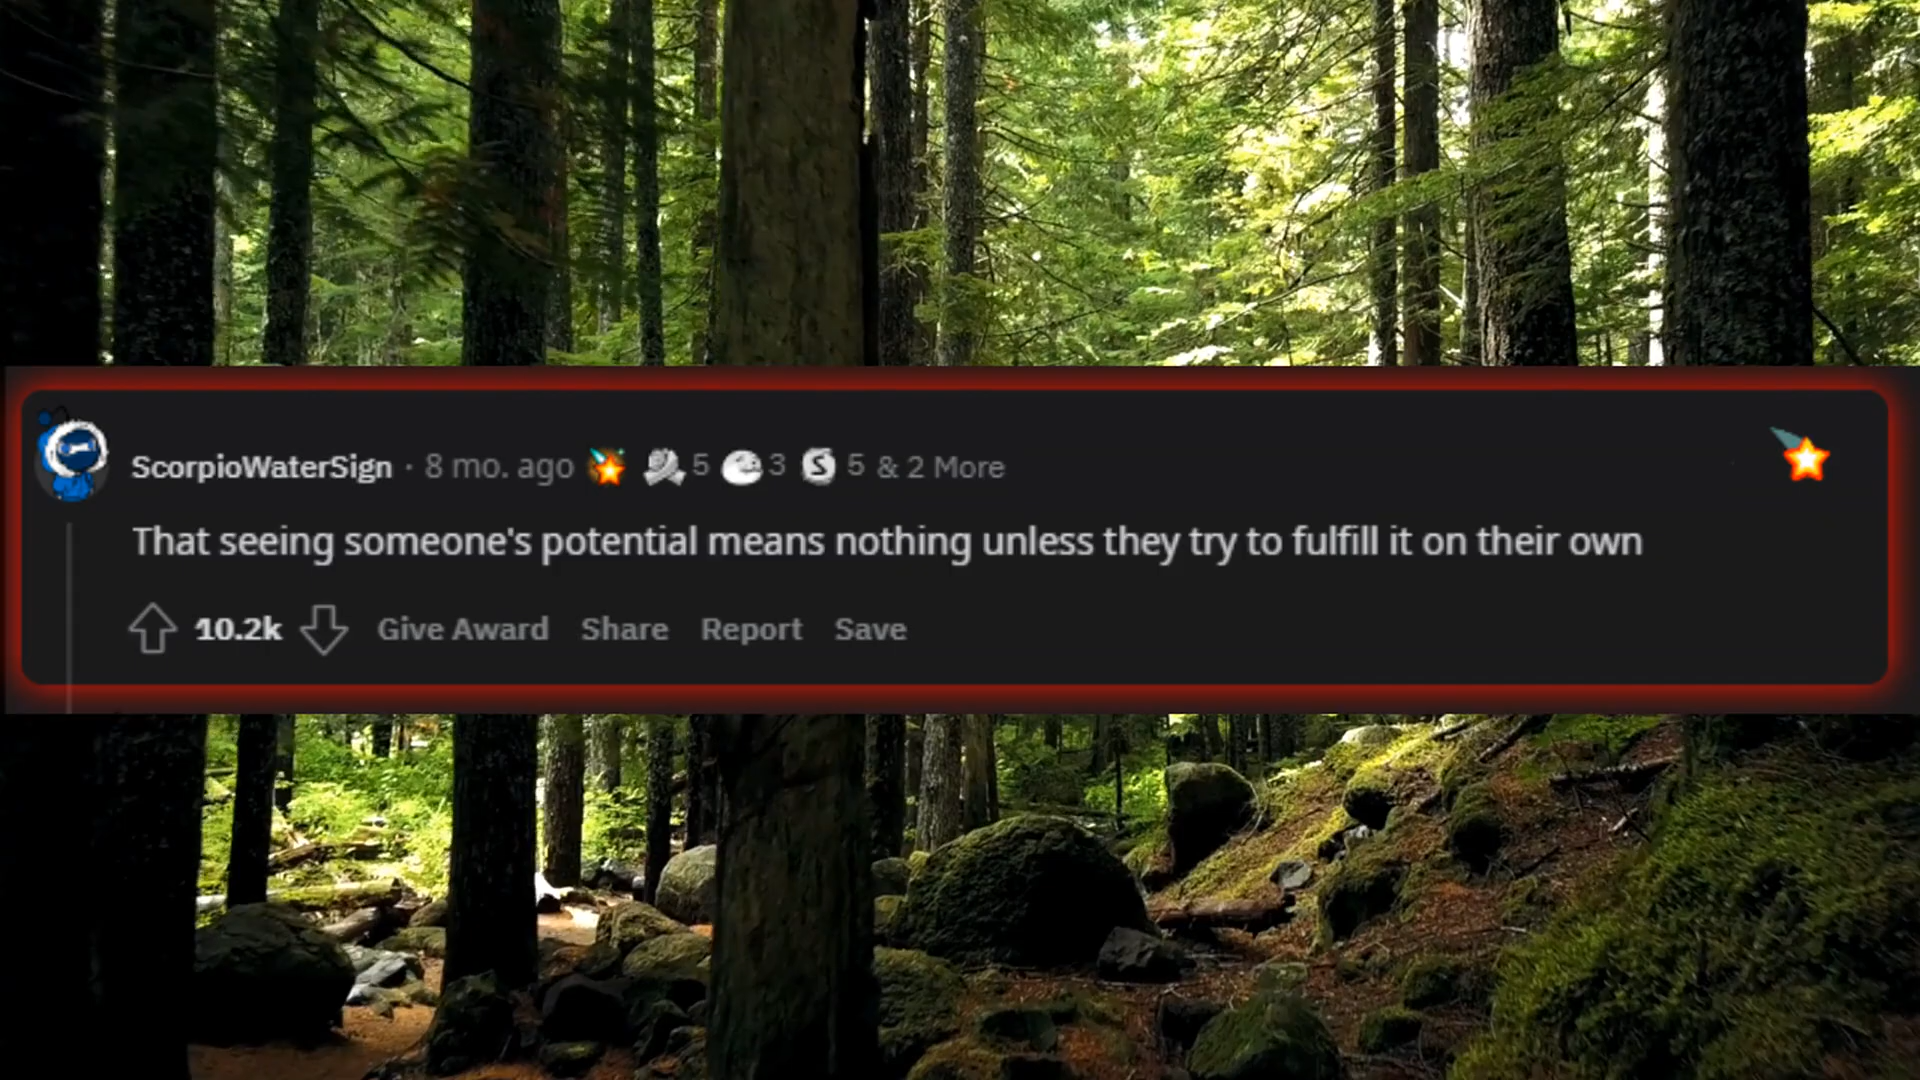 ScorpioWaterSign · 8 mo. ago 5 3 S 5 & 2 More
That seeing someone's potential means nothing unless they try to fulfill it on their own
10.2k Give Award Share Report Save